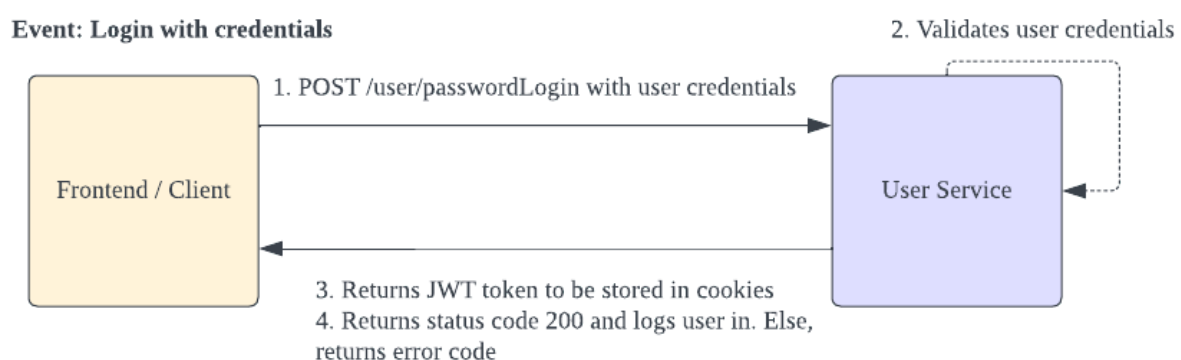 Event: Login with credentials
2. Validates user credentials
1. POST /user/passwordLogin with user credentials
Frontend / Client
User Service
3. Returns JWT token to be stored in cookies
4. Returns status code 200 and logs user in. Else,
returns error code